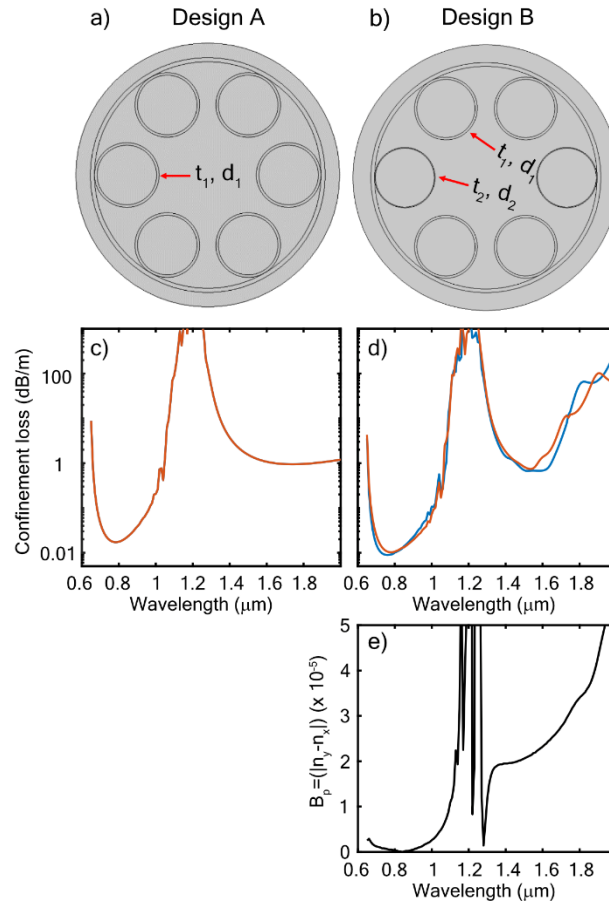 Design A
Design B
a)
b)
t₁, d₁
t₁, d₁
t₂, d₂
c)
d)
Confinement loss (dB/m)
100
1
0.01
0.6 0.8 1 1.2 1.4 1.6 1.8
Wavelength (μm)
0.6 0.8 1 1.2 1.4 1.6 1.8
Wavelength (μm)
e)
Bₚ=(|nᵧ-nₓ|) (x 10⁻⁵)
5
4
3
2
1
0
0.6 0.8 1 1.2 1.4 1.6 1.8
Wavelength (μm)